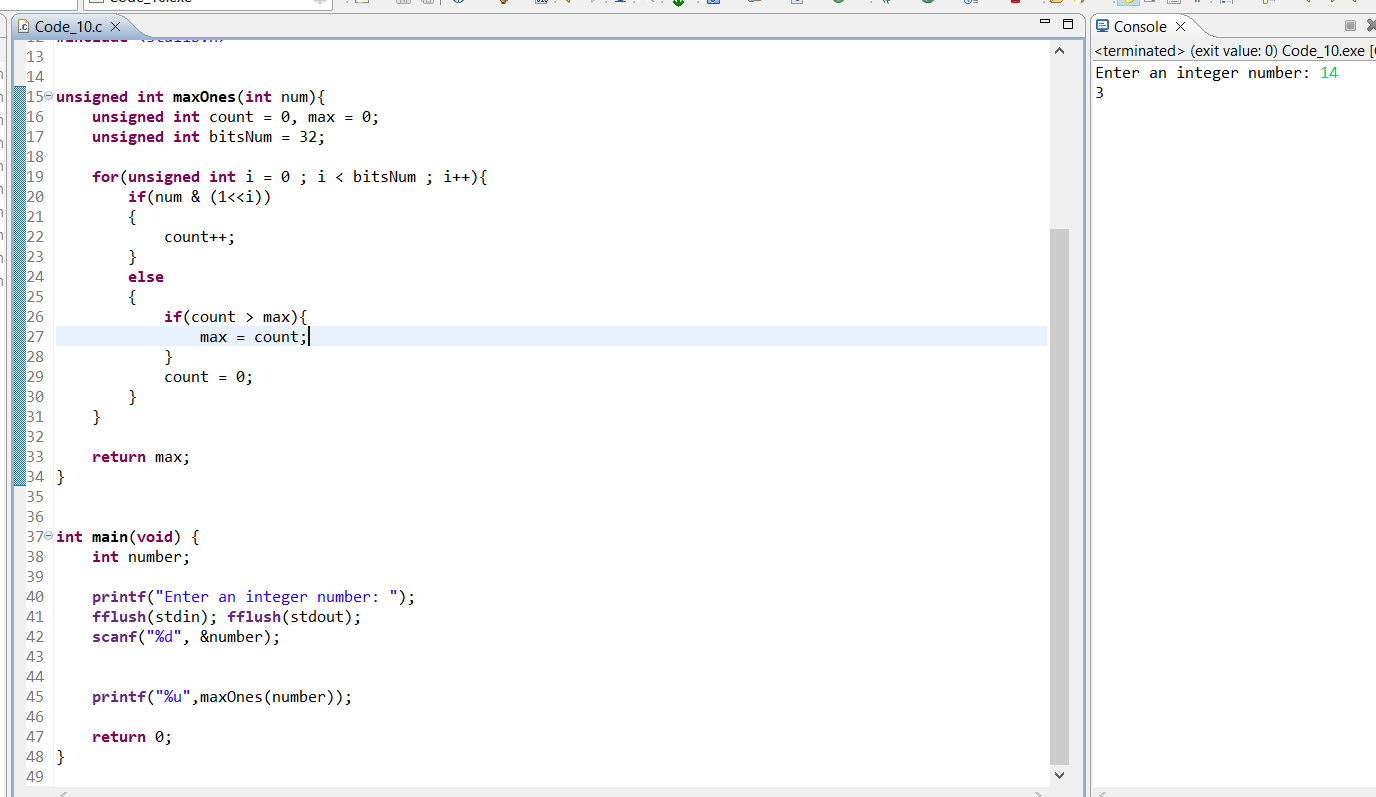 Code_10.exe
Code_10.c
Console
<terminated> (exit value: 0) Code_10.exe [
Enter an integer number: 14
3
12 #include <stdlib.h>
13
14
15 unsigned int maxOnes(int num){
16     unsigned int count = 0, max = 0;
17     unsigned int bitsNum = 32;
18
19     for(unsigned int i = 0 ; i < bitsNum ; i++){
20         if(num & (1<<i))
21         {
22             count++;
23         }
24         else
25         {
26             if(count > max){
27                 max = count;
28             }
29             count = 0;
30         }
31     }
32
33     return max;
34 }
35
36
37 int main(void) {
38     int number;
39
40     printf("Enter an integer number: ");
41     fflush(stdin); fflush(stdout);
42     scanf("%d", &number);
43
44
45     printf("%u",maxOnes(number));
46
47     return 0;
48 }
49